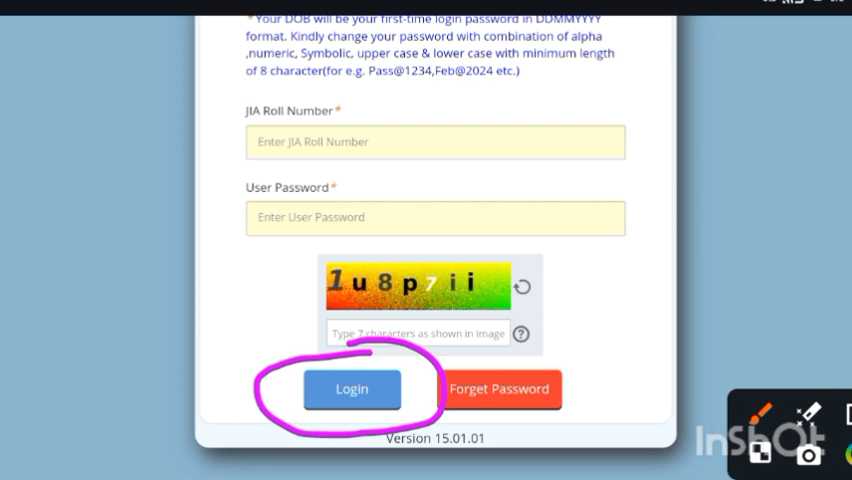 *Your DOB will be your first-time login password in DDMMYYYY
format. Kindly change your password with combination of alpha
,numeric, Symbolic, upper case & lower case with minimum length
of 8 character(for e.g. Pass@1234,Feb@2024 etc.)
JIA Roll Number*
Enter JIA Roll Number
User Password*
Enter User Password
1u8p7ii
Type 7 characters as shown in image
?
Login
Forget Password
Version 15.01.01
InShOt